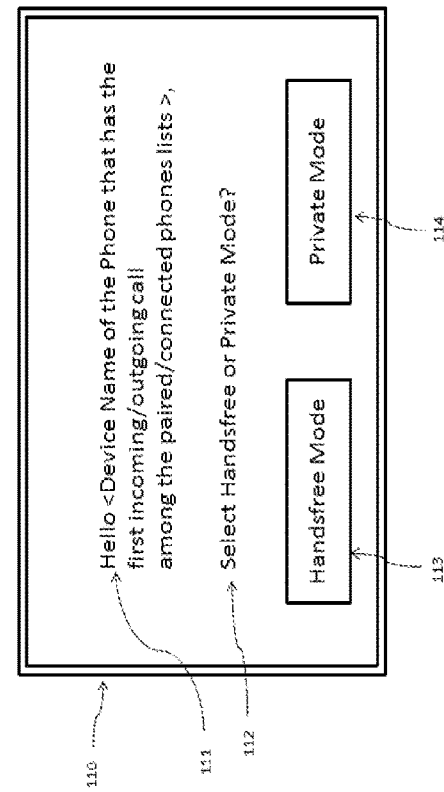 Hello <Device Name of the Phone that has the
first incoming/outgoing call
among the paired/connected phones lists >,
Select Handsfree or Private Mode?
Handsfree Mode
Private Mode
110
111
112
113
114